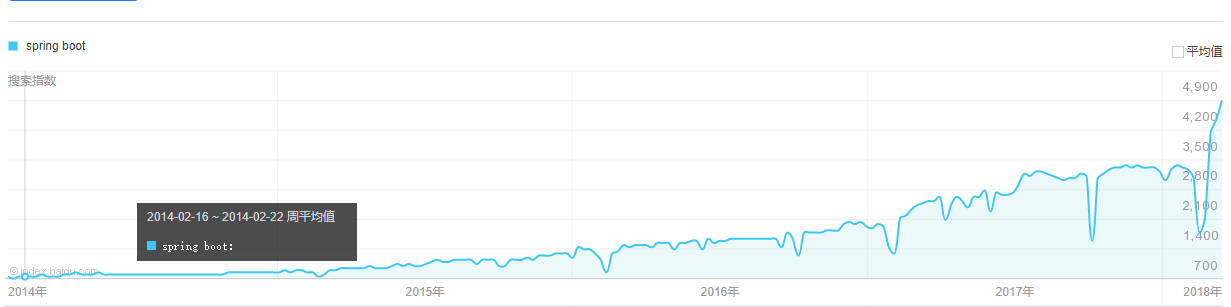 spring boot
平均值
搜索指数
4,900
4,200
3,500
2,800
2,100
1,400
700
2014-02-16 ~ 2014-02-22 周平均值
spring boot:
© index.baidu.com
2014年 2015年 2016年 2017年 2018年